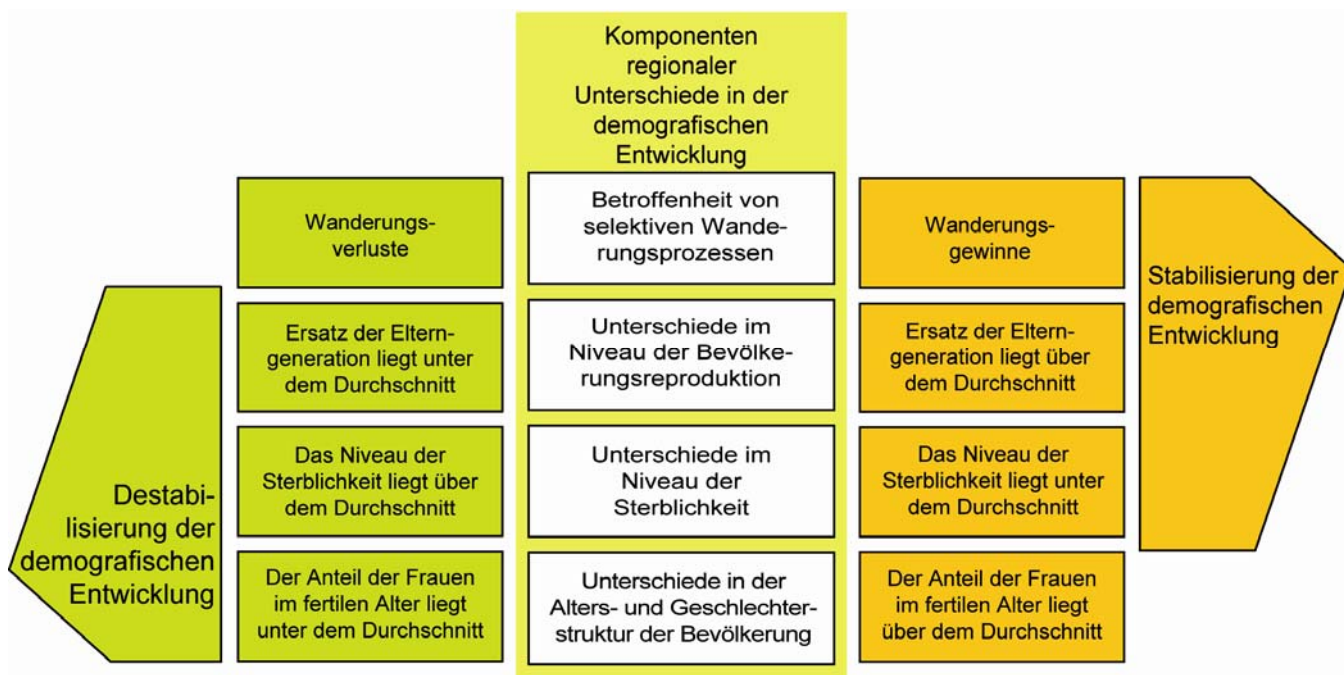 Komponenten
regionaler
Unterschiede in der
demografischen
Entwicklung
Wanderungs-
verluste
Betroffenheit von
selektiven Wande-
rungsprozessen
Wanderungs-
gewinne
Stabilisierung der
demografischen
Entwicklung
Ersatz der Eltern-
generation liegt unter
dem Durchschnitt
Unterschiede im
Niveau der Bevölke-
rungsreproduktion
Ersatz der Eltern-
generation liegt über
dem Durchschnitt
Destabi-
lisierung der
demografischen
Entwicklung
Das Niveau der
Sterblichkeit liegt über
dem Durchschnitt
Unterschiede im
Niveau der
Sterblichkeit
Das Niveau der
Sterblichkeit liegt unter
dem Durchschnitt
Der Anteil der Frauen
im fertilen Alter liegt
unter dem Durchschnitt
Unterschiede in der
Alters- und Geschlechter-
struktur der Bevölkerung
Der Anteil der Frauen
im fertilen Alter liegt
über dem Durchschnitt